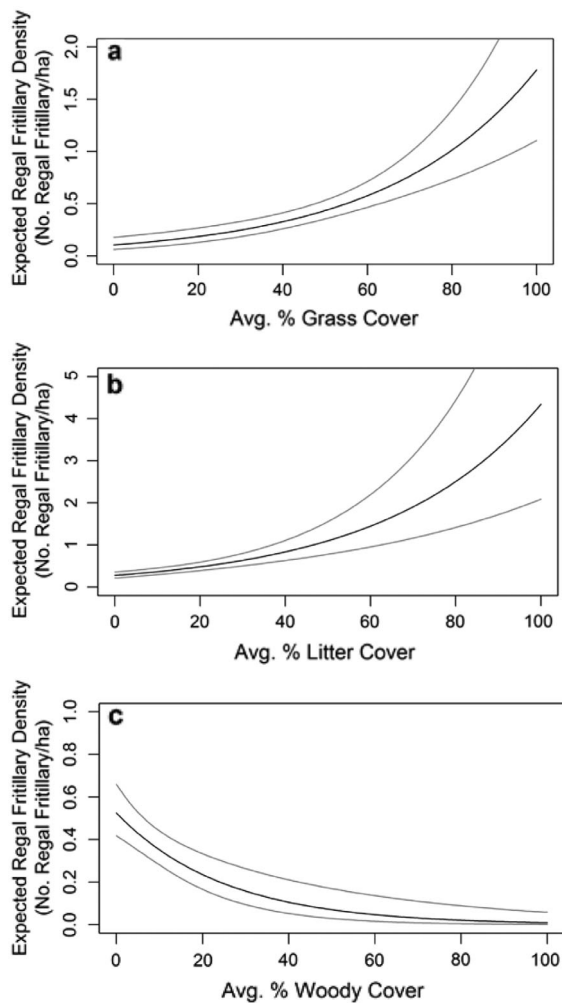 a
Expected Regal Fritillary Density
(No. Regal Fritillary/ha)
2.0
1.5
1.0
0.5
0.0
0 20 40 60 80 100
Avg. % Grass Cover
b
Expected Regal Fritillary Density
(No. Regal Fritillary/ha)
5
4
3
2
1
0
0 20 40 60 80 100
Avg. % Litter Cover
c
Expected Regal Fritillary Density
(No. Regal Fritillary/ha)
1.0
0.8
0.6
0.4
0.2
0.0
0 20 40 60 80 100
Avg. % Woody Cover